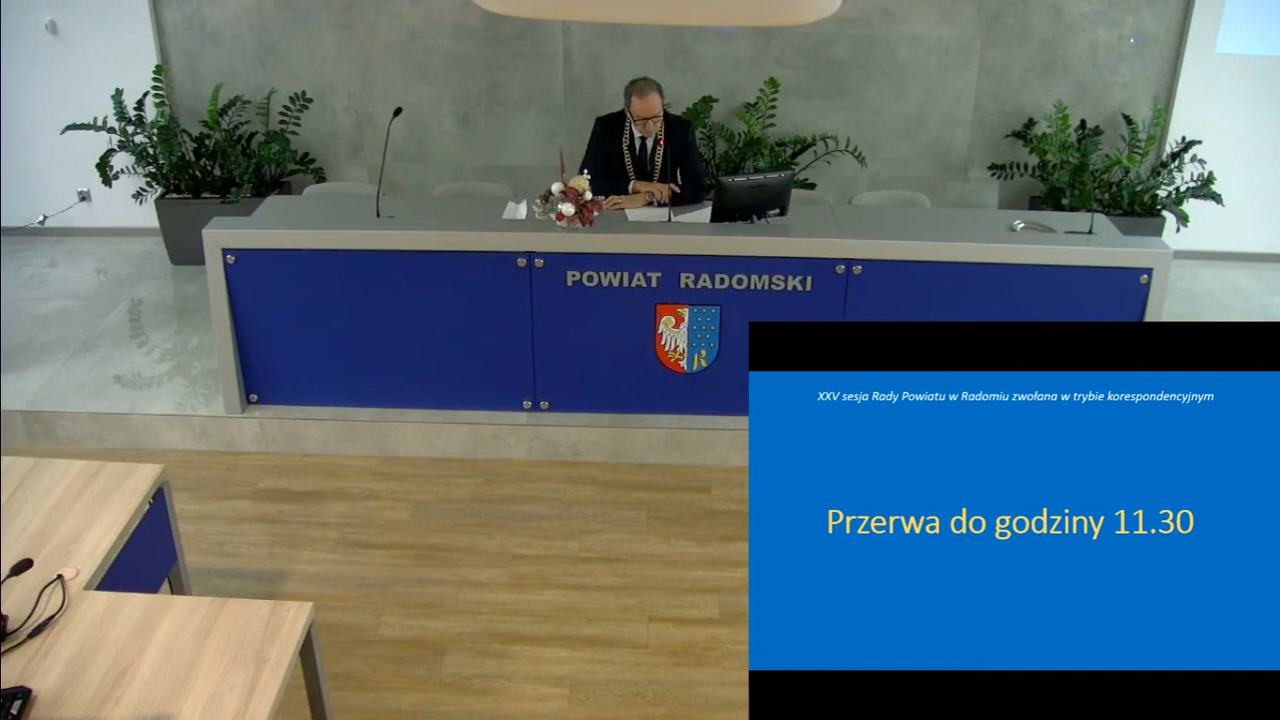 POWIAT RADOMSKI
XXV sesja Rady Powiatu w Radomiu zwołana w trybie korespondencyjnym
Przerwa do godziny 11.30